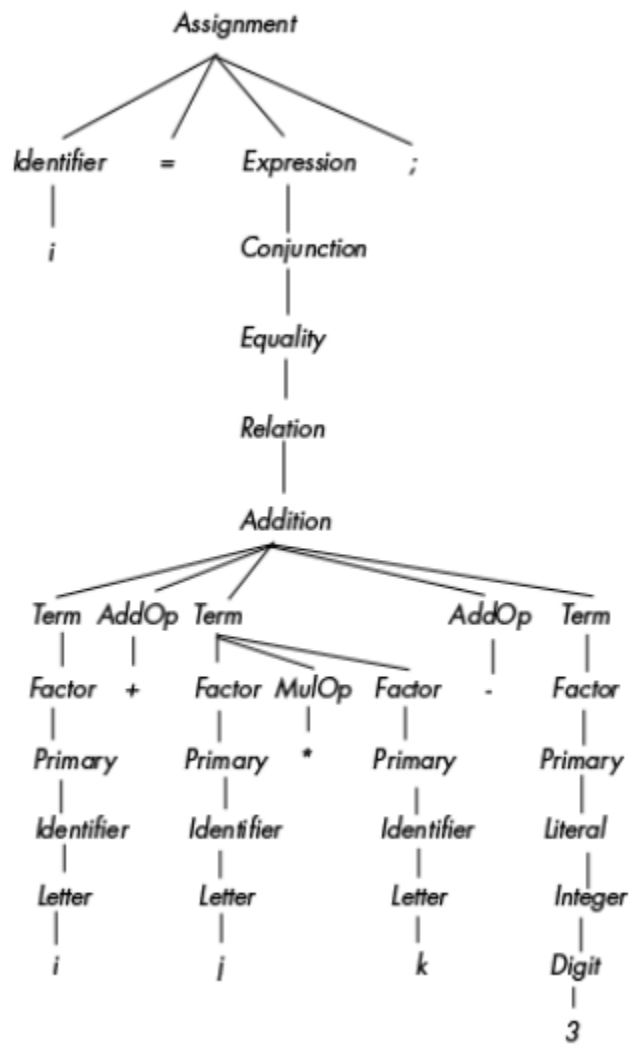 Assignment
Identifier = Expression ;
i Conjunction
Equality
Relation
Addition
Term AddOp Term AddOp Term
Factor + Factor MulOp Factor - Factor
Primary Primary * Primary Primary
Identifier Identifier Identifier Literal
Letter Letter Letter Integer
i j k Digit
3